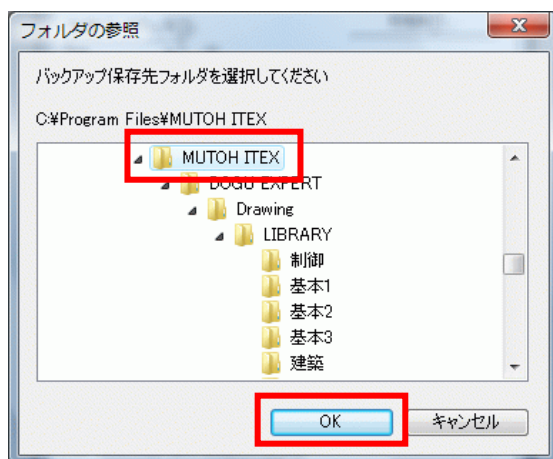 フォルダの参照
バックアップ保存先フォルダを選択してください
C:¥Program Files¥MUTOH ITEX
MUTOH ITEX
DOGU EXPERT
Drawing
LIBRARY
制御
基本1
基本2
基本3
建築
OK
キャンセル